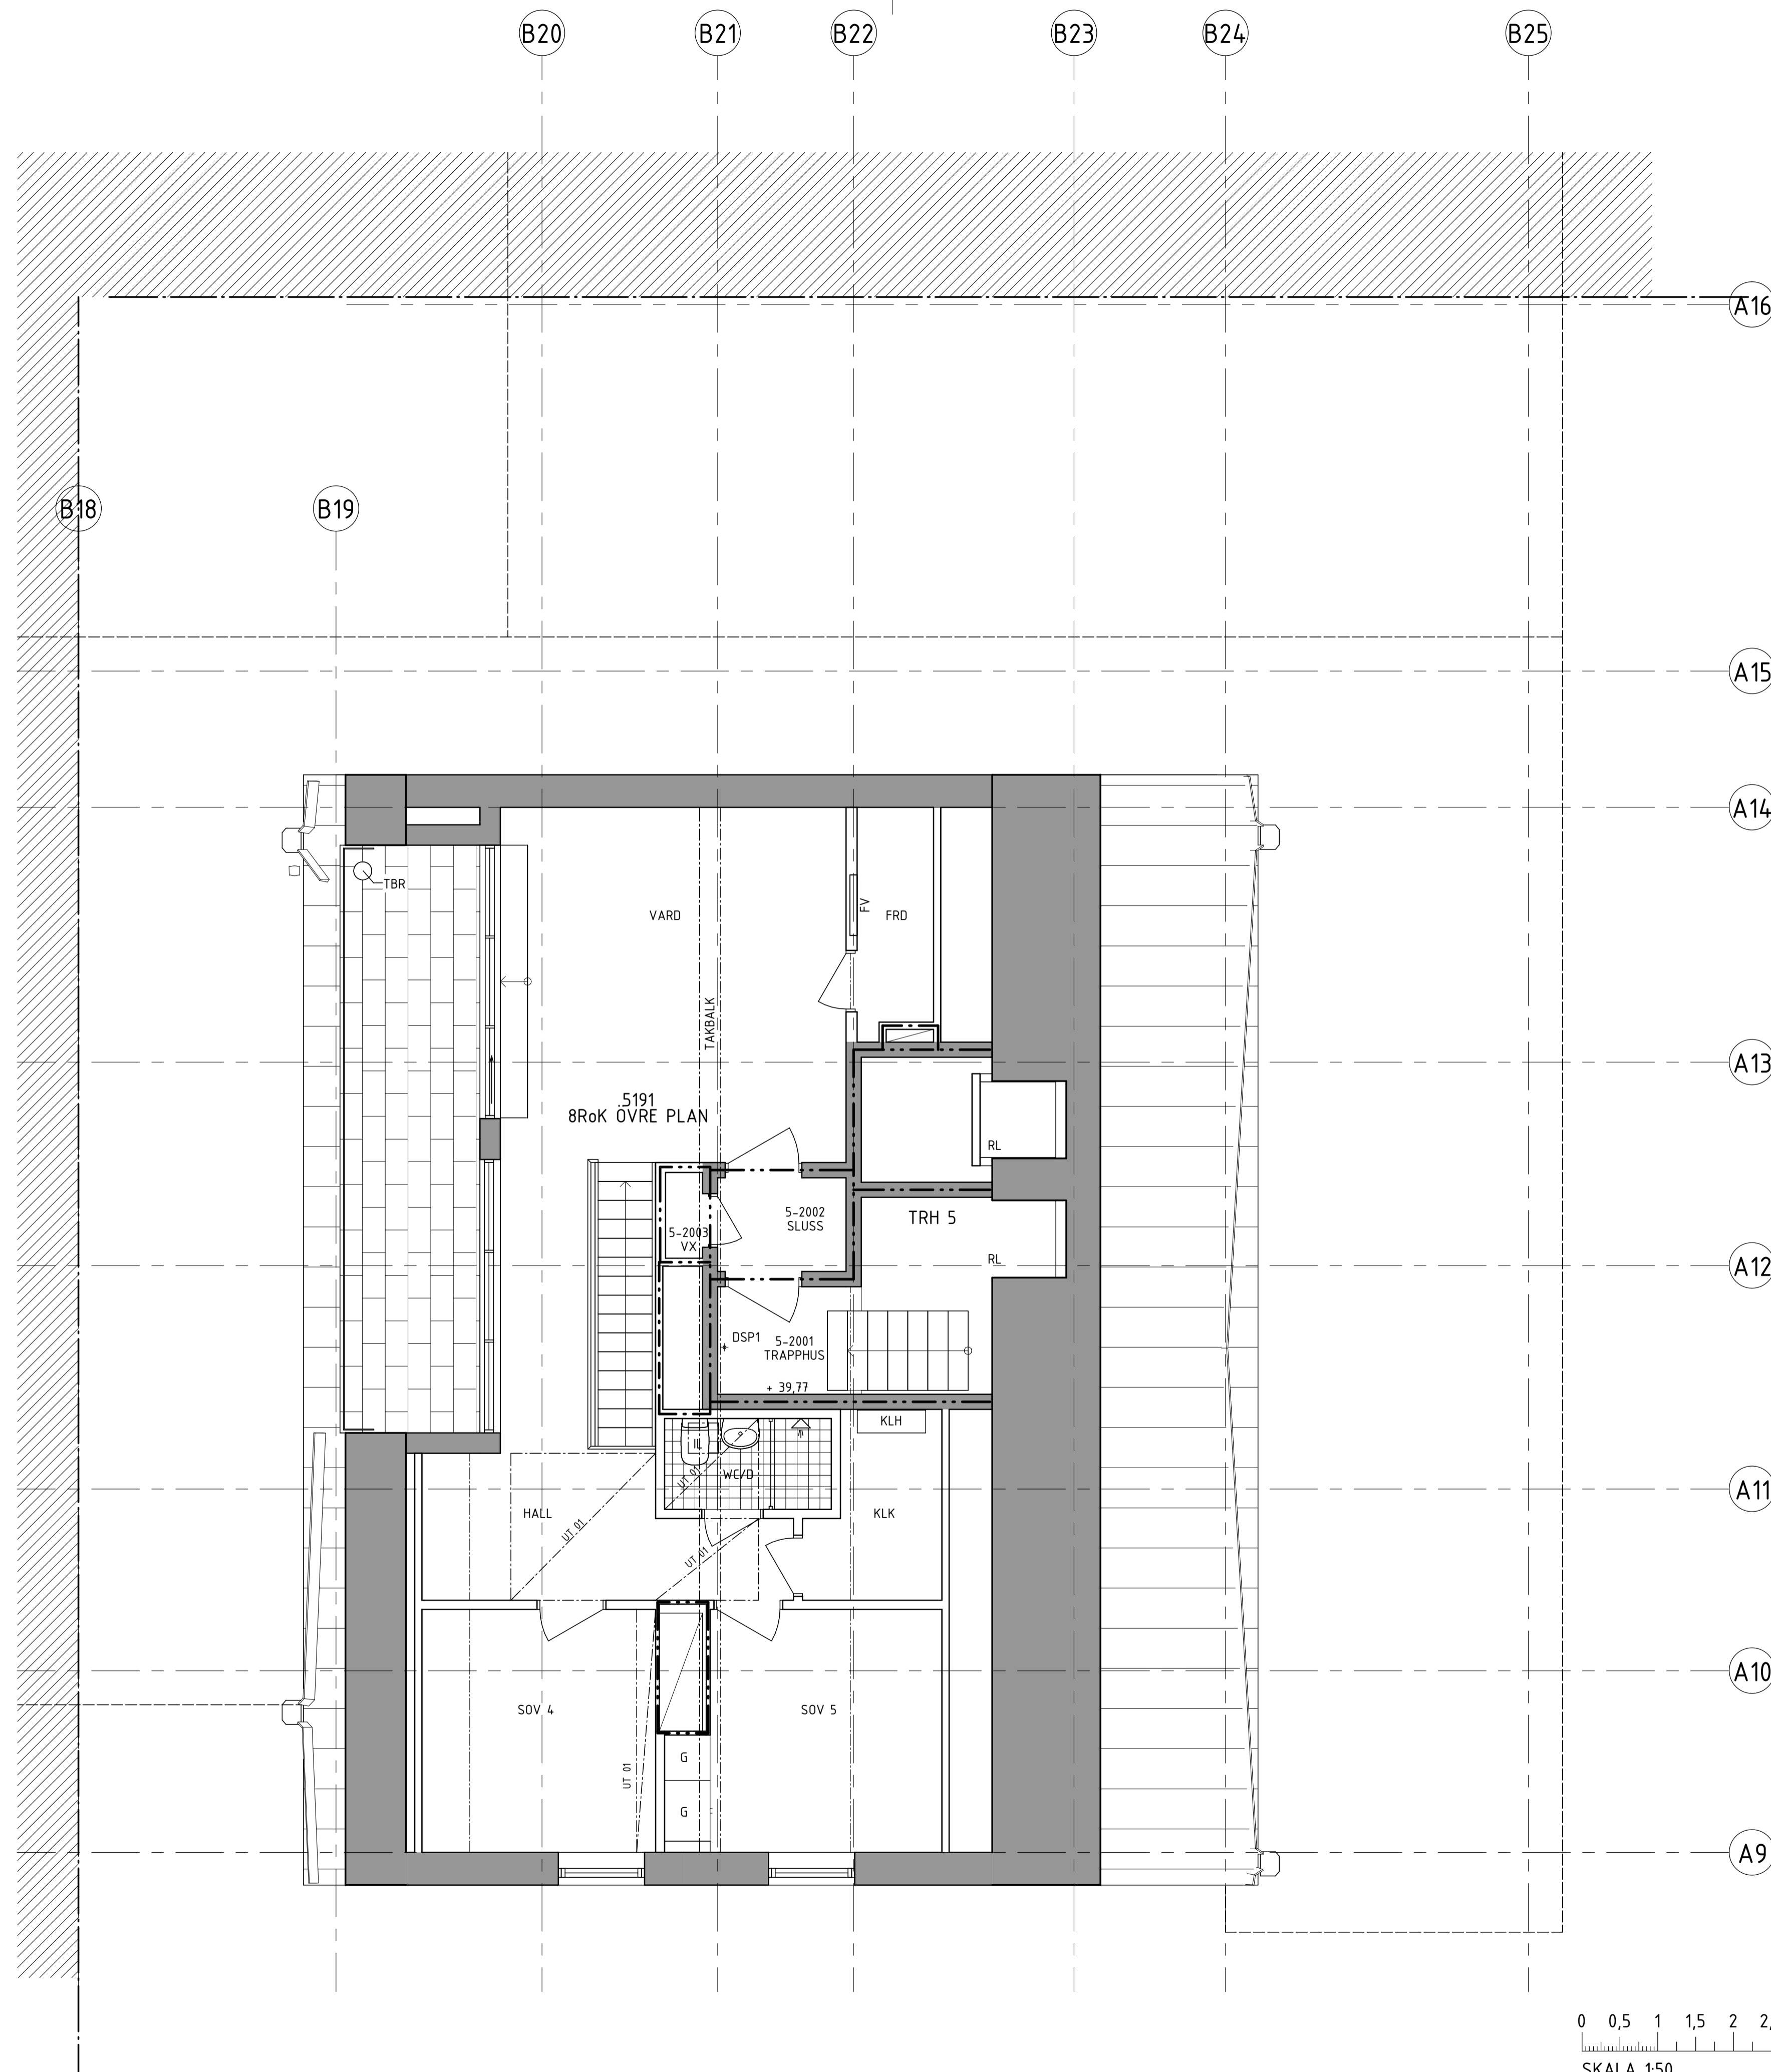 B20
B21
B22
B23
B24
B25
A16
B18
B19
A15
A14
TBR
VARD
FV
FRD
TAKBALK
A13
.5191
8RoK ÖVRE PLAN
RL
5-2002
SLUSS
TRH 5
5-2003
VX
RL
A12
DSP1
5-2001
TRAPPHUS
+ 39,77
KLH
IL
WC/D
UT 01
A11
HALL
KLK
UT 01
UT 01
A10
SOV 4
SOV 5
G
UT 01
G
A9
0 0,5 1 1,5 2 2,
SKALA 1:50